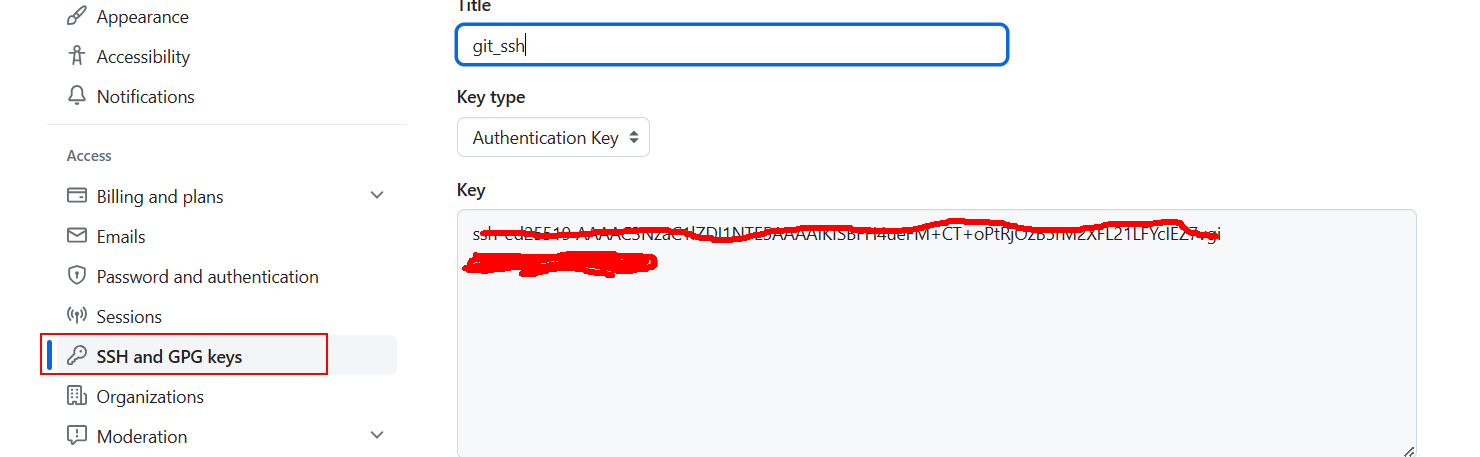 Appearance
Accessibility
Notifications
Access
Billing and plans
Emails
Password and authentication
Sessions
SSH and GPG keys
Organizations
Moderation
Title
git_ssh
Key type
Authentication Key
Key